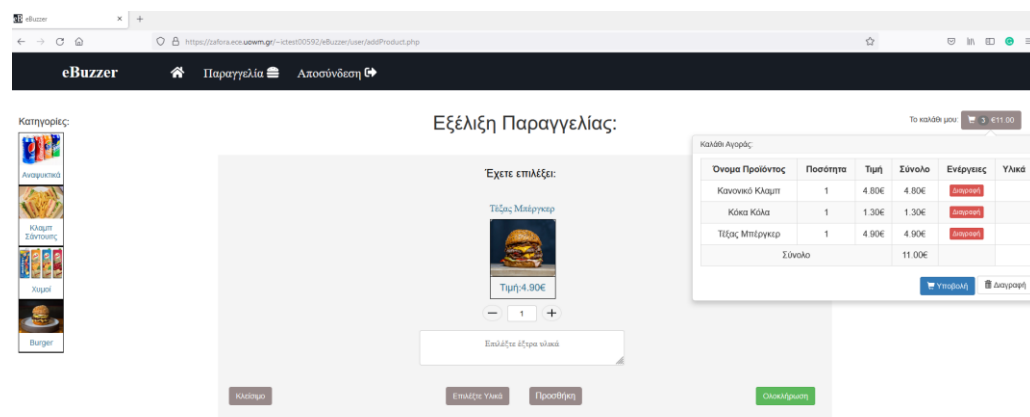 eBuzzer
https://zafora.ece.uowm.gr/~ictest00592/eBuzzer/user/addProduct.php
eBuzzer Παραγγελία Αποσύνδεση
Κατηγορίες:
Αναψυκτικά
Κλαμπ
Σάντουιτς
Χυμοί
Burger
Εξέλιξη Παραγγελίας:
Έχετε επιλέξει:
Τέξας Μπέργκερ
Τιμή:4.90€
1
Επιλέξτε έξτρα υλικά
Κλείσιμο Επιλέξτε Υλικά Προσθήκη Ολοκλήρωση
Το καλάθι μου: 3 €11.00
Καλάθι Αγοράς:
Όνομα Προϊόντος Ποσότητα Τιμή Σύνολο Ενέργειες Υλικά
Κανονικό Κλαμπ 1 4.80€ 4.80€ Διαγραφή
Κόκα Κόλα 1 1.30€ 1.30€ Διαγραφή
Τέξας Μπέργκερ 1 4.90€ 4.90€ Διαγραφή
Σύνολο 11.00€
Υποβολή Διαγραφή